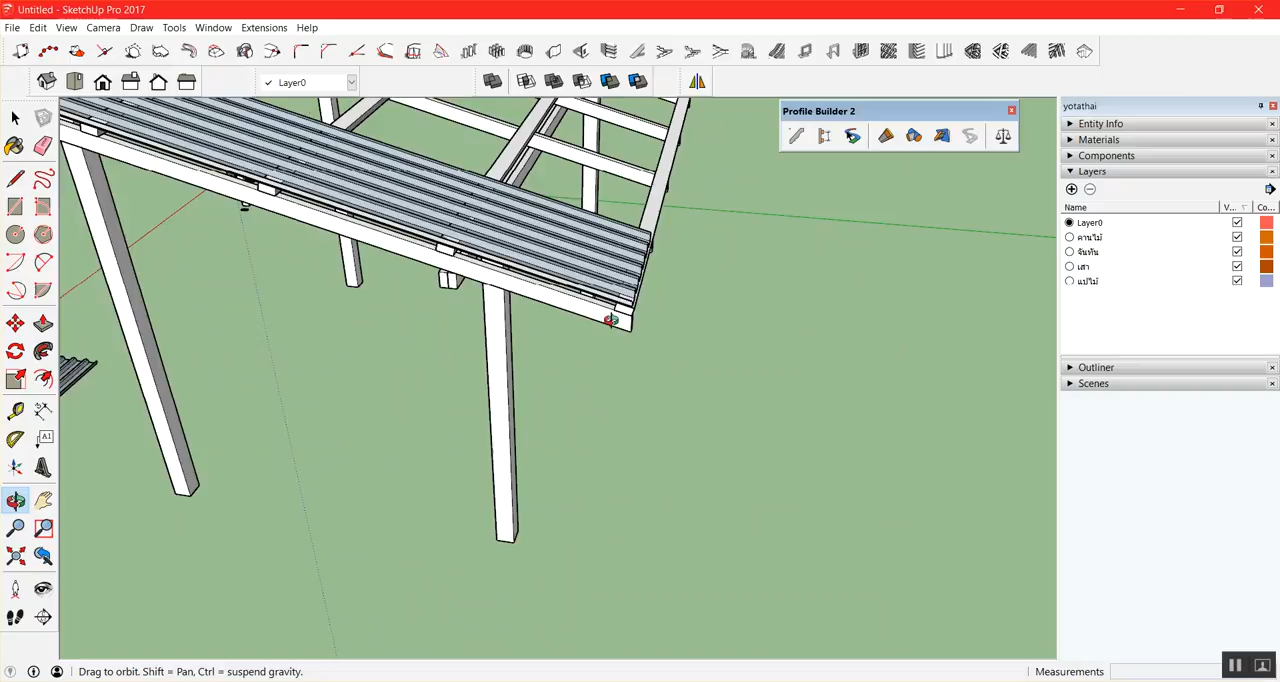 Untitled - SketchUp Pro 2017
File Edit View Camera Draw Tools Window Extensions Help
Layer0
Profile Builder 2
yotathai
Entity Info
Materials
Components
Layers
Name V... Co...
Layer0
คานไม้
จันทัน
เสา
แปไม้
Outliner
Scenes
A1
Drag to orbit. Shift = Pan, Ctrl = suspend gravity.
Measurements